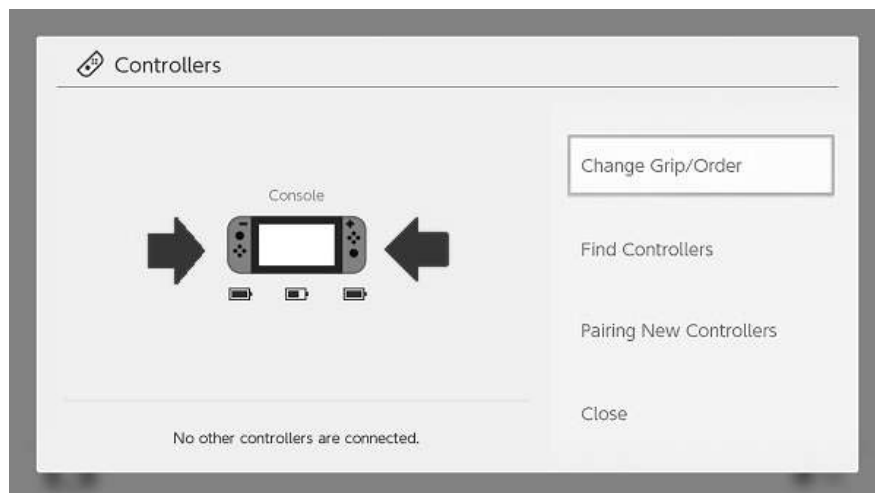 Controllers
Console
No other controllers are connected.
Change Grip/Order
Find Controllers
Pairing New Controllers
Close